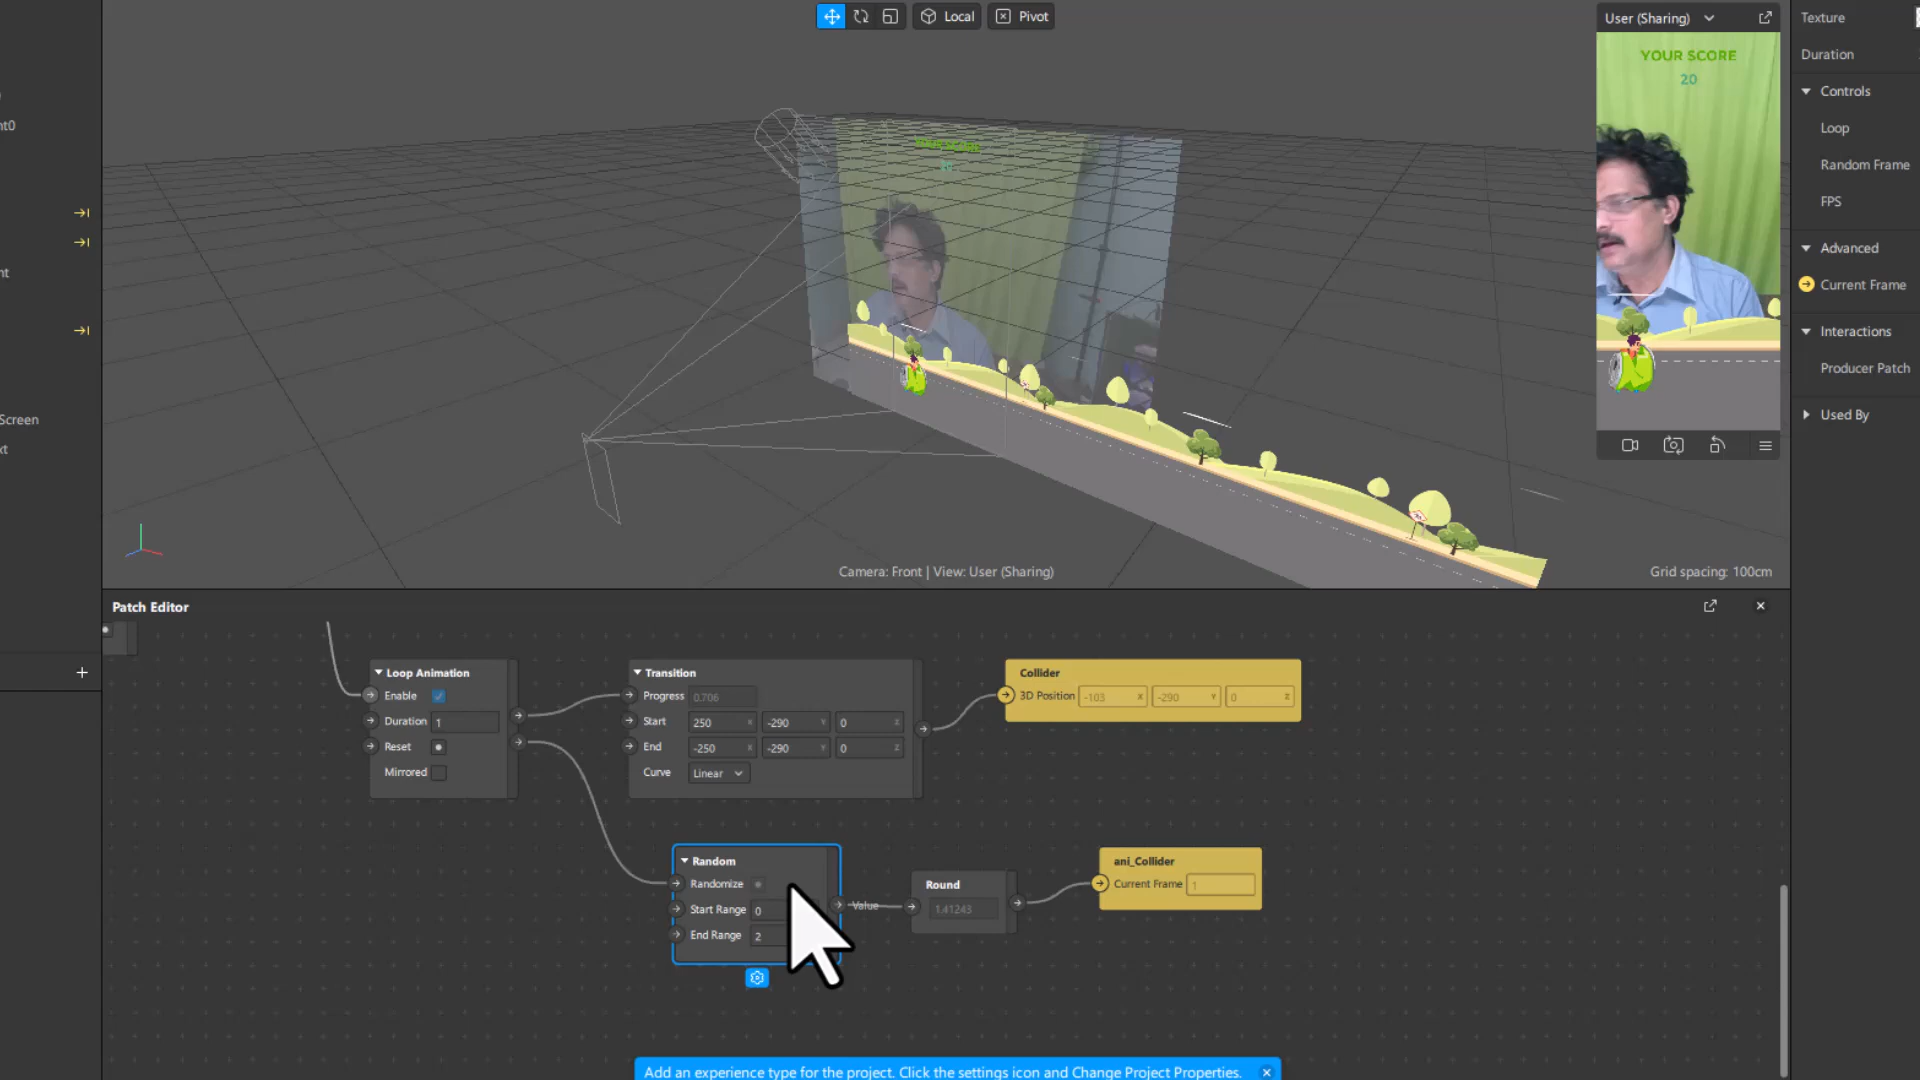 Local
Pivot
User (Sharing)
Texture
Duration
YOUR SCORE
20
Controls
nt0
Loop
Random Frame
FPS
Advanced
nt
Current Frame
Interactions
Producer Patch
Screen
Used By
xt
Camera: Front | View: User (Sharing)
Grid spacing: 100cm
Patch Editor
Loop Animation
Enable
Duration 1
Reset
Mirrored
Transition
Progress 0.706
Start 250 X -290 Y 0 Z
End -250 X -290 Y 0 Z
Curve Linear
Collider
3D Position -103 X -290 Y 0 Z
Random
Randomize
Start Range 0
End Range 2
Value
Round
1.41243
ani_Collider
Current Frame 1
Add an experience type for the project. Click the settings icon and Change Project Properties.